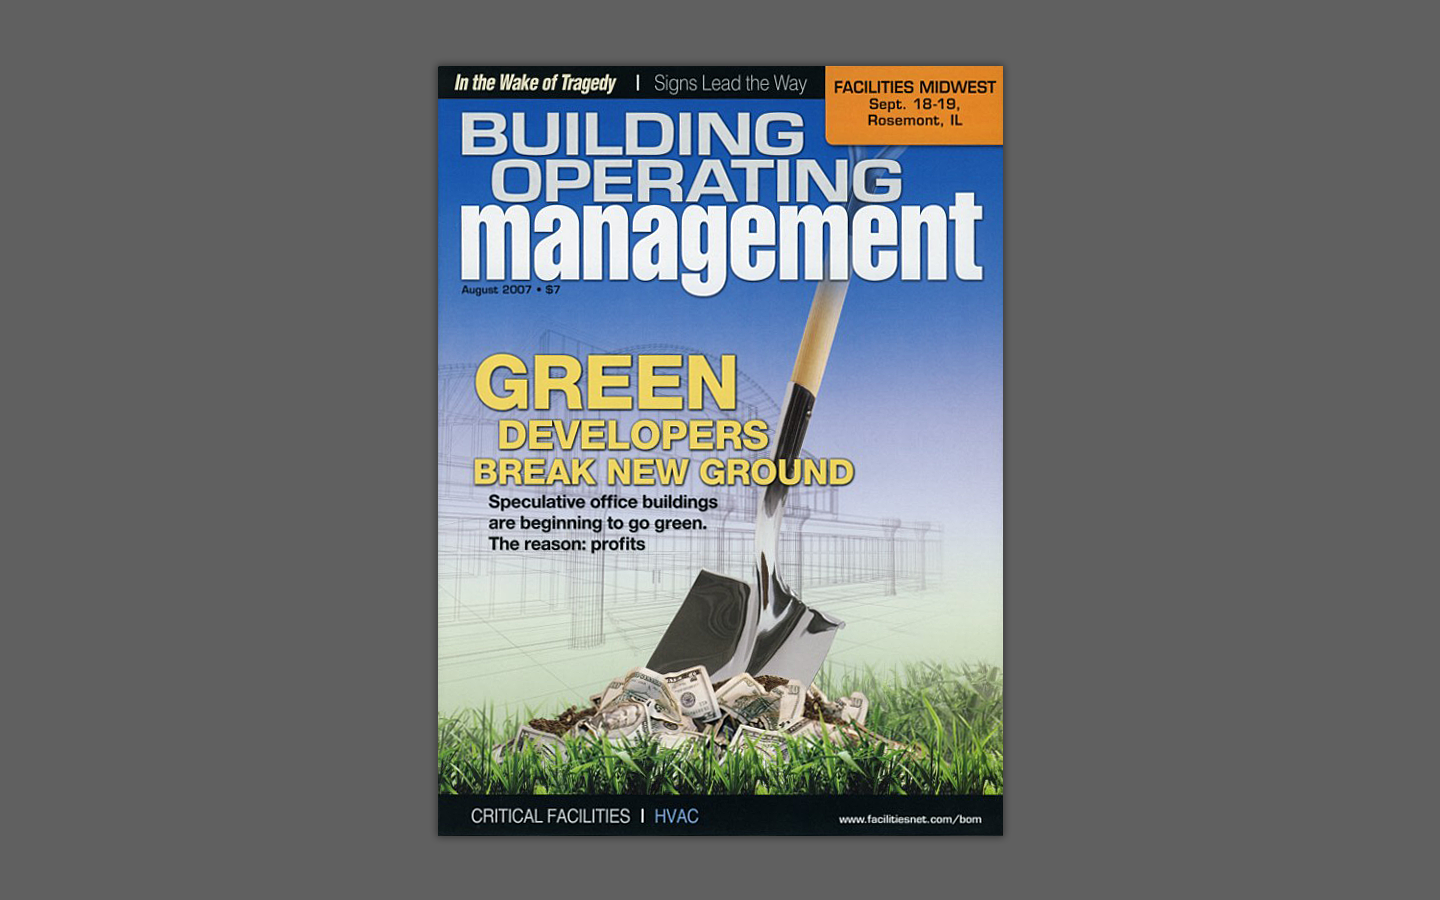 In the Wake of Tragedy | Signs Lead the Way
FACILITIES MIDWEST
Sept. 18-19,
Rosemont, IL
BUILDING
OPERATING
management
August 2007 • $7
GREEN
DEVELOPERS
BREAK NEW GROUND
Speculative office buildings
are beginning to go green.
The reason: profits
CRITICAL FACILITIES | HVAC
www.facilitiesnet.com/bom